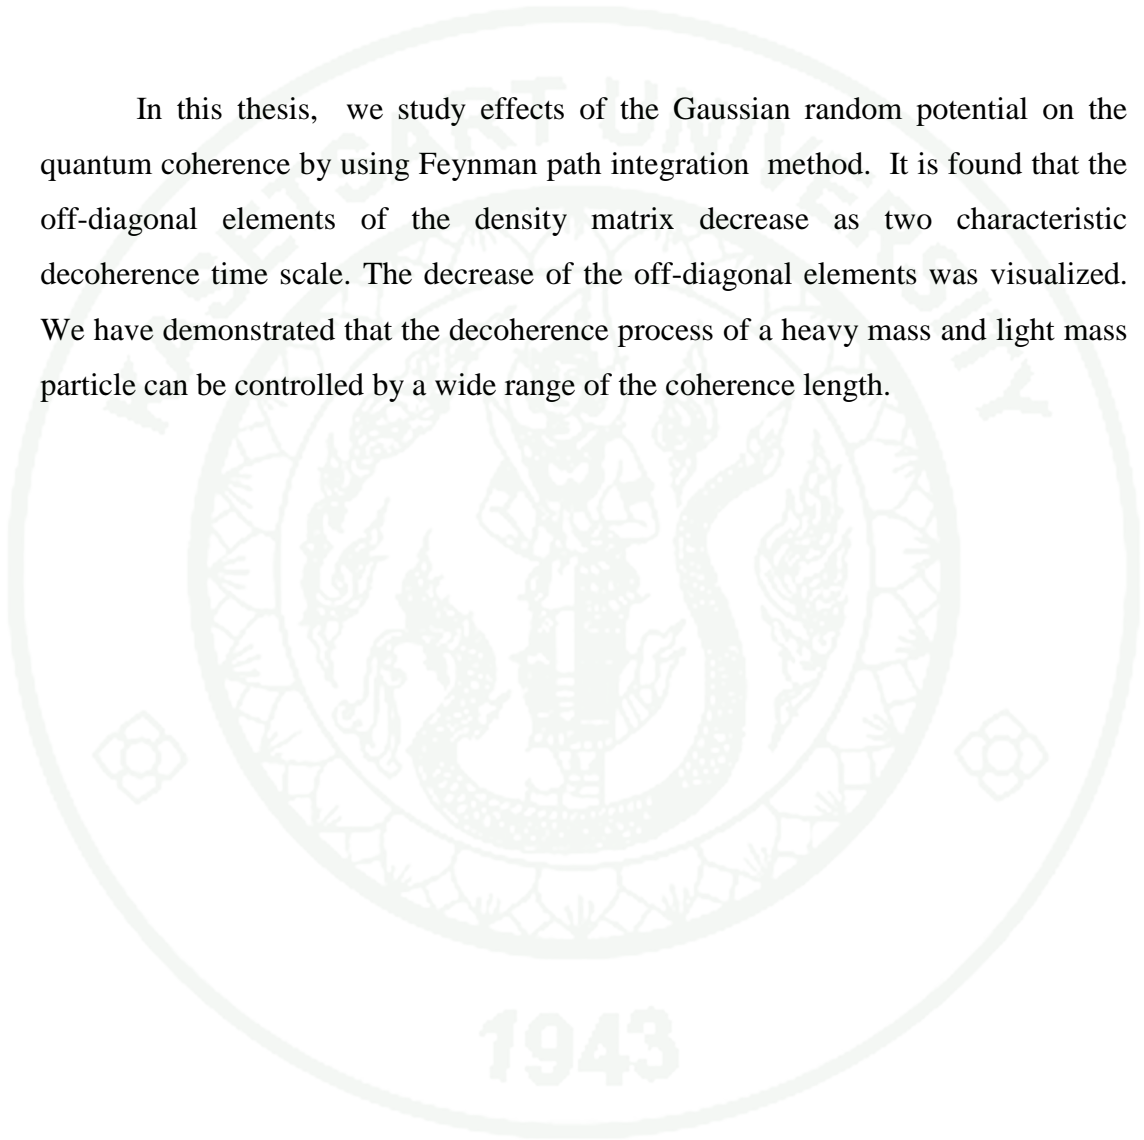 In this thesis, we study effects of the Gaussian random potential on the
quantum coherence by using Feynman path integration method. It is found that the
off-diagonal elements of the density matrix decrease as two characteristic
decoherence time scale. The decrease of the off-diagonal elements was visualized.
We have demonstrated that the decoherence process of a heavy mass and light mass
particle can be controlled by a wide range of the coherence length.
KASETSART UNIVERSITY
1943